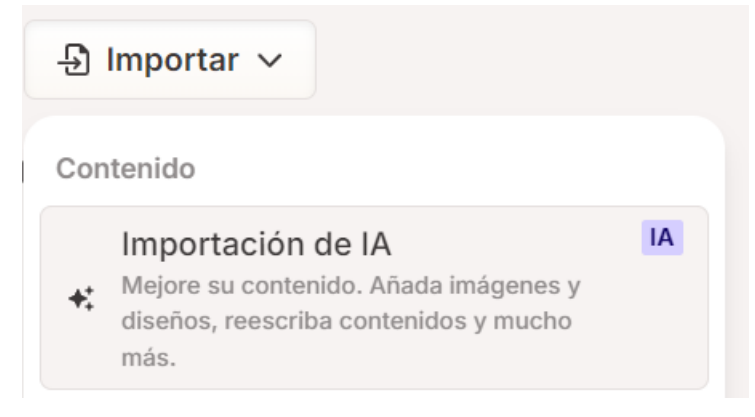 Importar
Contenido
Importación de IA
IA
Mejore su contenido. Añada imágenes y
diseños, reescriba contenidos y mucho
más.